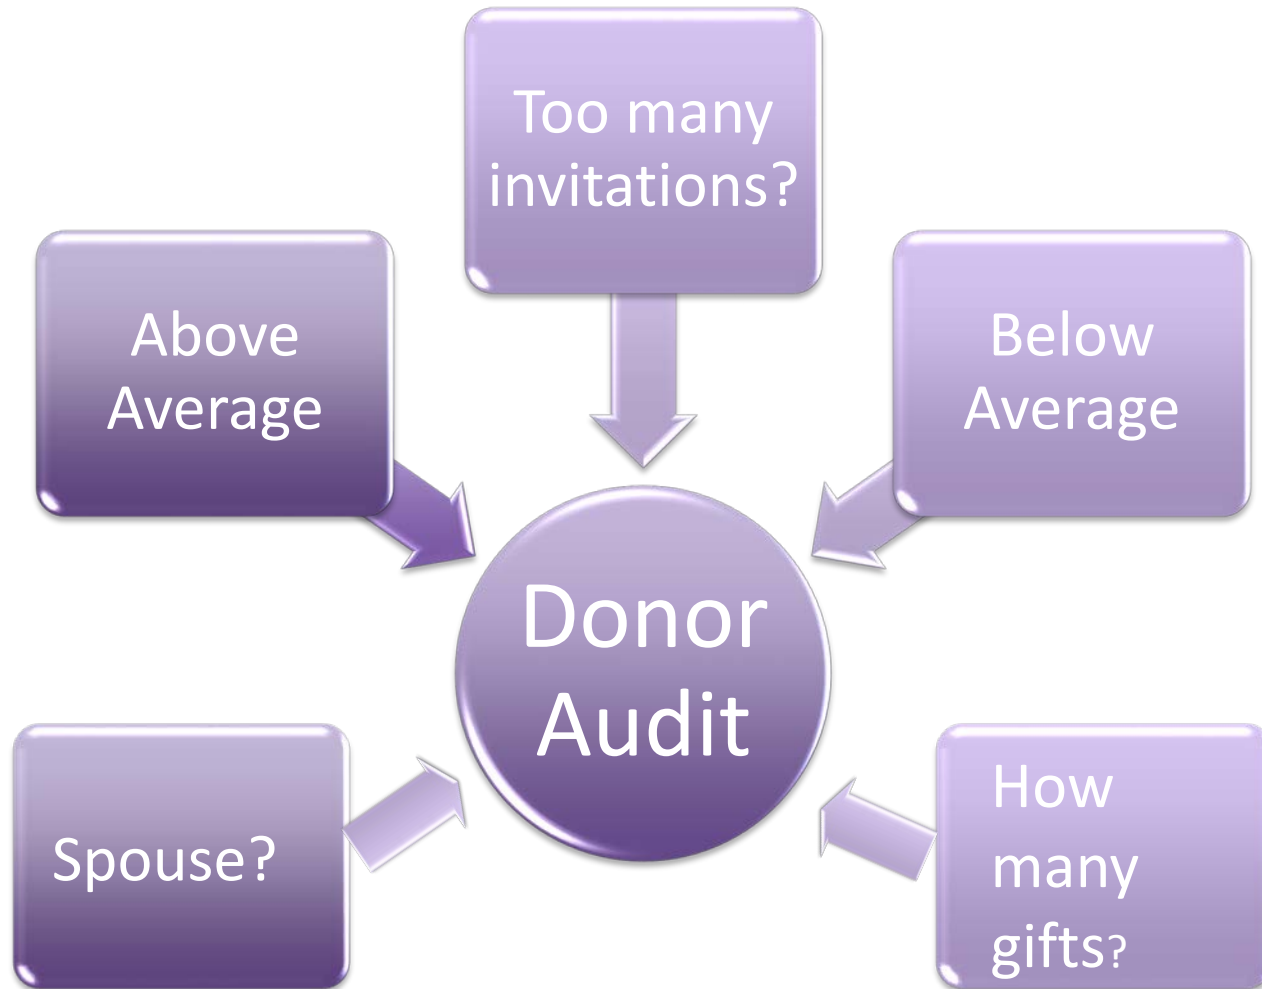 Too many
invitations?
Above
Average
Below
Average
Donor
Audit
Spouse?
How
many
gifts?